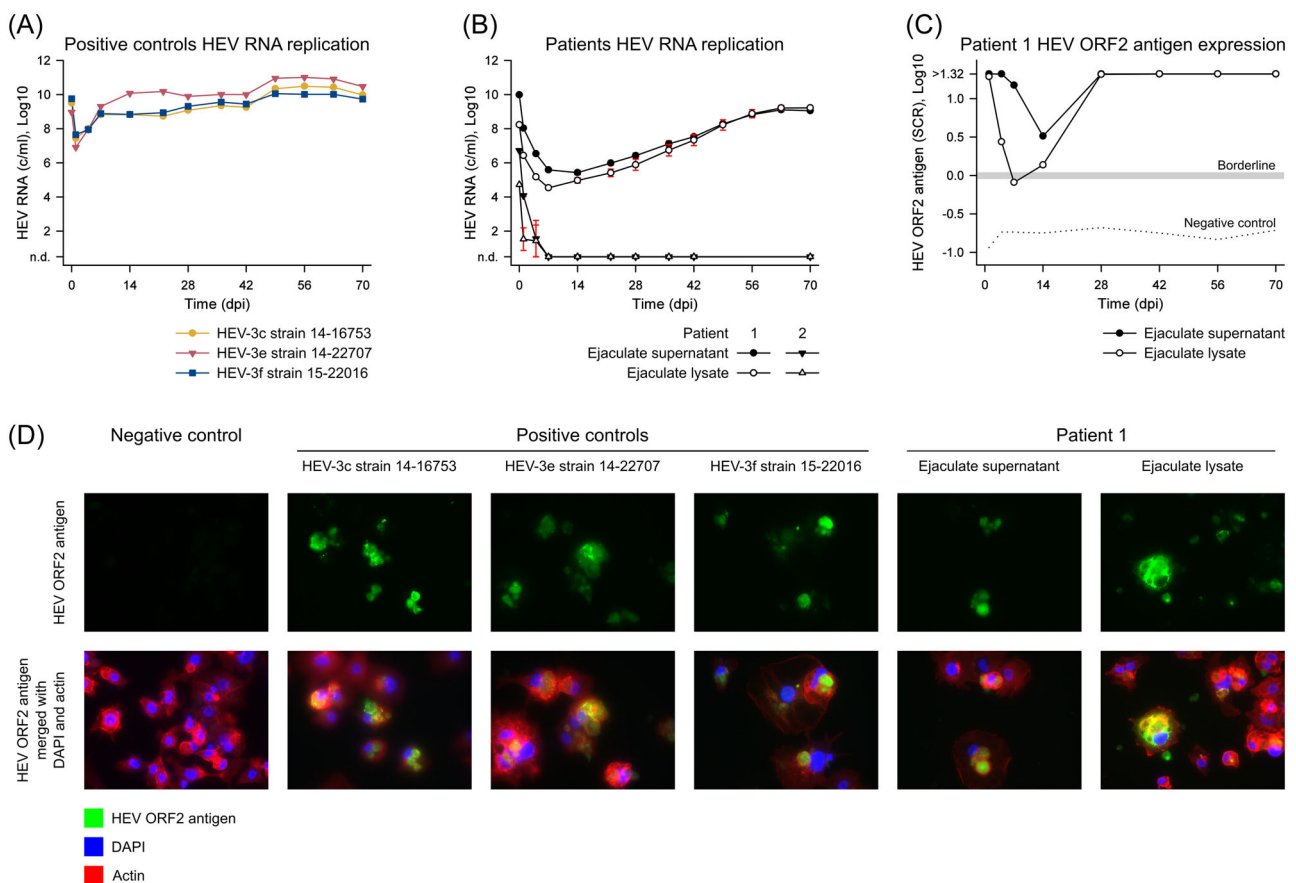 (A)
Positive controls HEV RNA replication
HEV RNA (c/ml), Log10
12
10
8
6
4
2
n.d.
0 14 28 42 56 70
Time (dpi)
HEV-3c strain 14-16753
HEV-3e strain 14-22707
HEV-3f strain 15-22016
(B)
Patients HEV RNA replication
HEV RNA (c/ml), Log10
12
10
8
6
4
2
n.d.
0 14 28 42 56 70
Time (dpi)
Patient 1 2
Ejaculate supernatant
Ejaculate lysate
(C)
Patient 1 HEV ORF2 antigen expression
HEV ORF2 antigen (SCR), Log10
>1.32
1.0
0.5
0.0
-0.5
-1.0
Borderline
Negative control
0 14 28 42 56 70
Time (dpi)
Ejaculate supernatant
Ejaculate lysate
(D)
Negative control
Positive controls
Patient 1
HEV-3c strain 14-16753
HEV-3e strain 14-22707
HEV-3f strain 15-22016
Ejaculate supernatant
Ejaculate lysate
HEV ORF2 antigen
HEV ORF2 antigen
merged with
DAPI and actin
HEV ORF2 antigen
DAPI
Actin